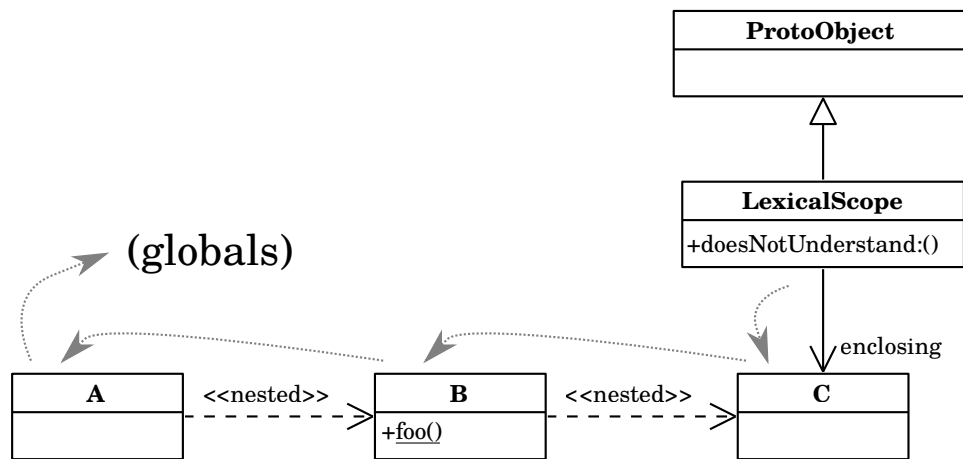 ProtoObject
LexicalScope
+doesNotUnderstand:()
(globals)
enclosing
A
<<nested>>
B
<<nested>>
C
+foo()